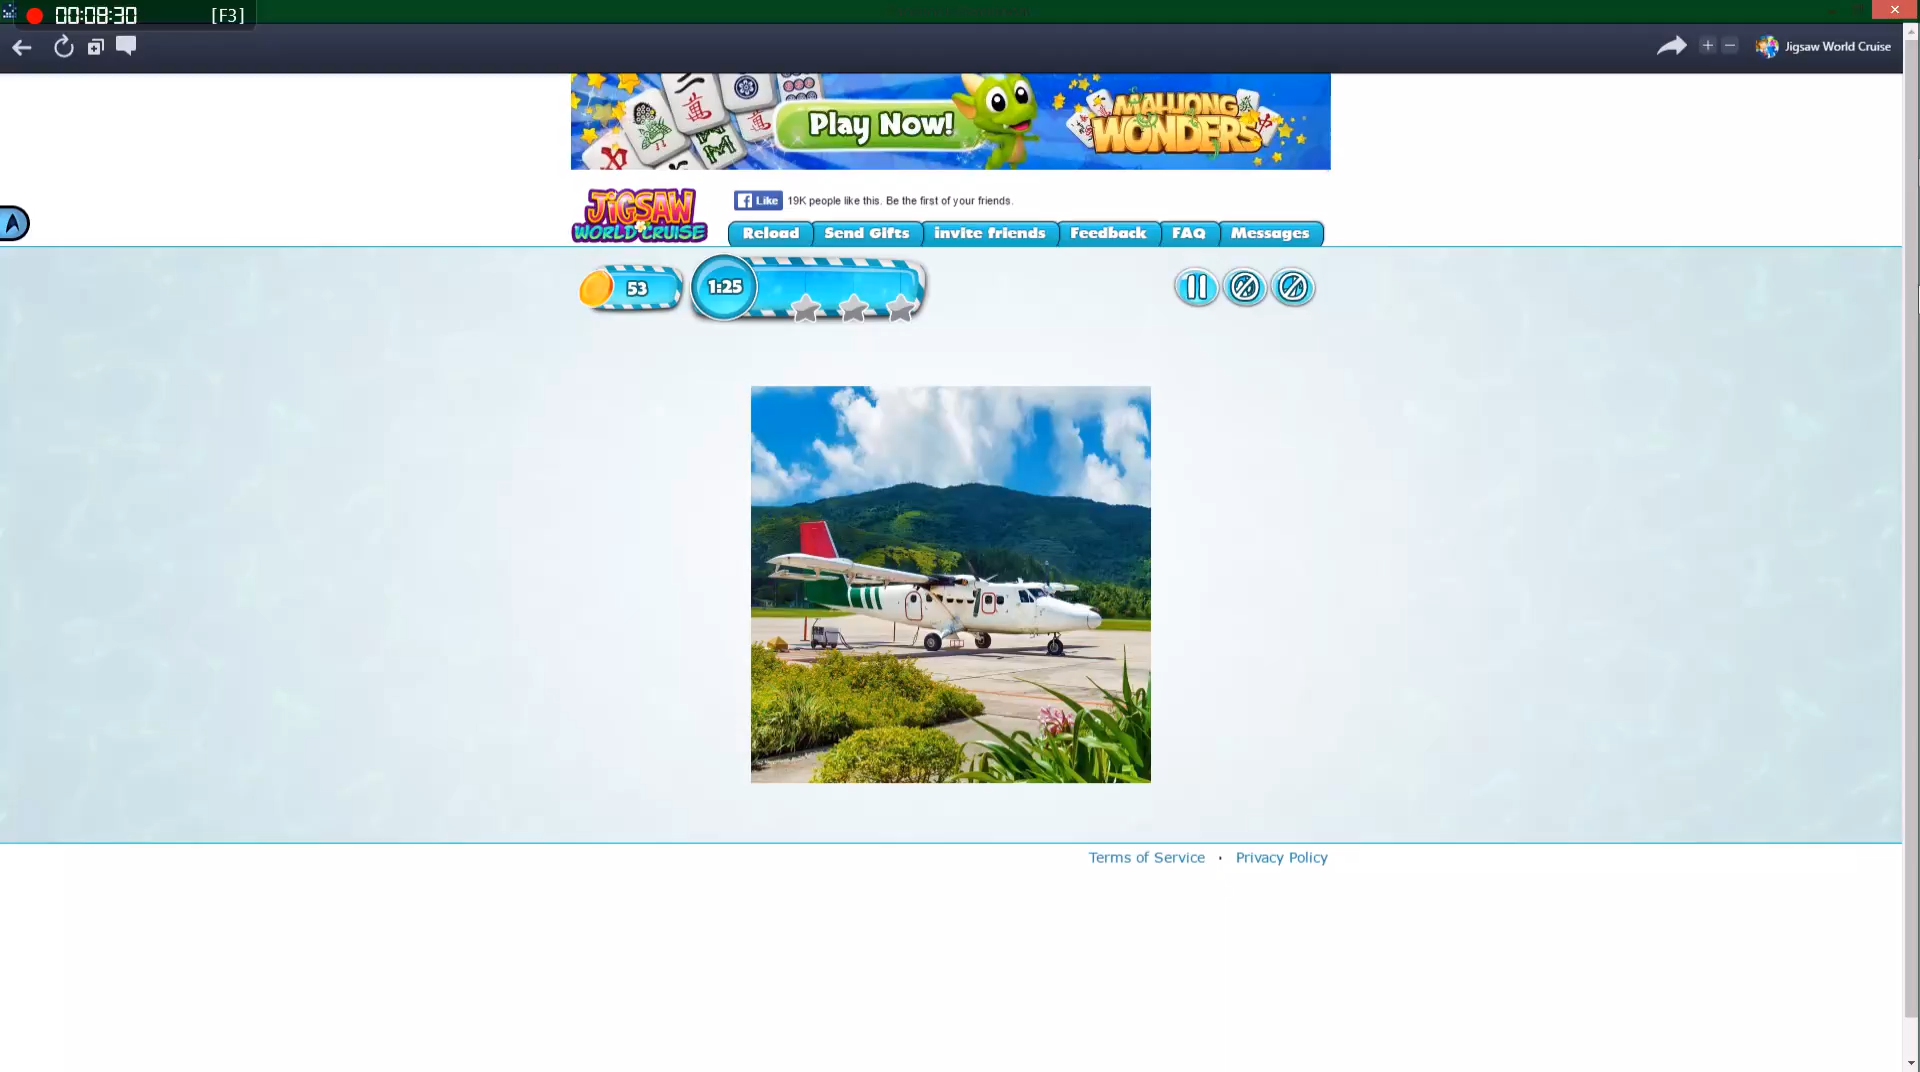 00:08:30 [F3]
Jigsaw World Cruise
Play Now!
MAHJONG
WONDERS
JIGSAW
WORLD CRUISE
Like 19K people like this. Be the first of your friends.
Reload Send Gifts invite friends Feedback FAQ Messages
53 1:25
Terms of Service · Privacy Policy